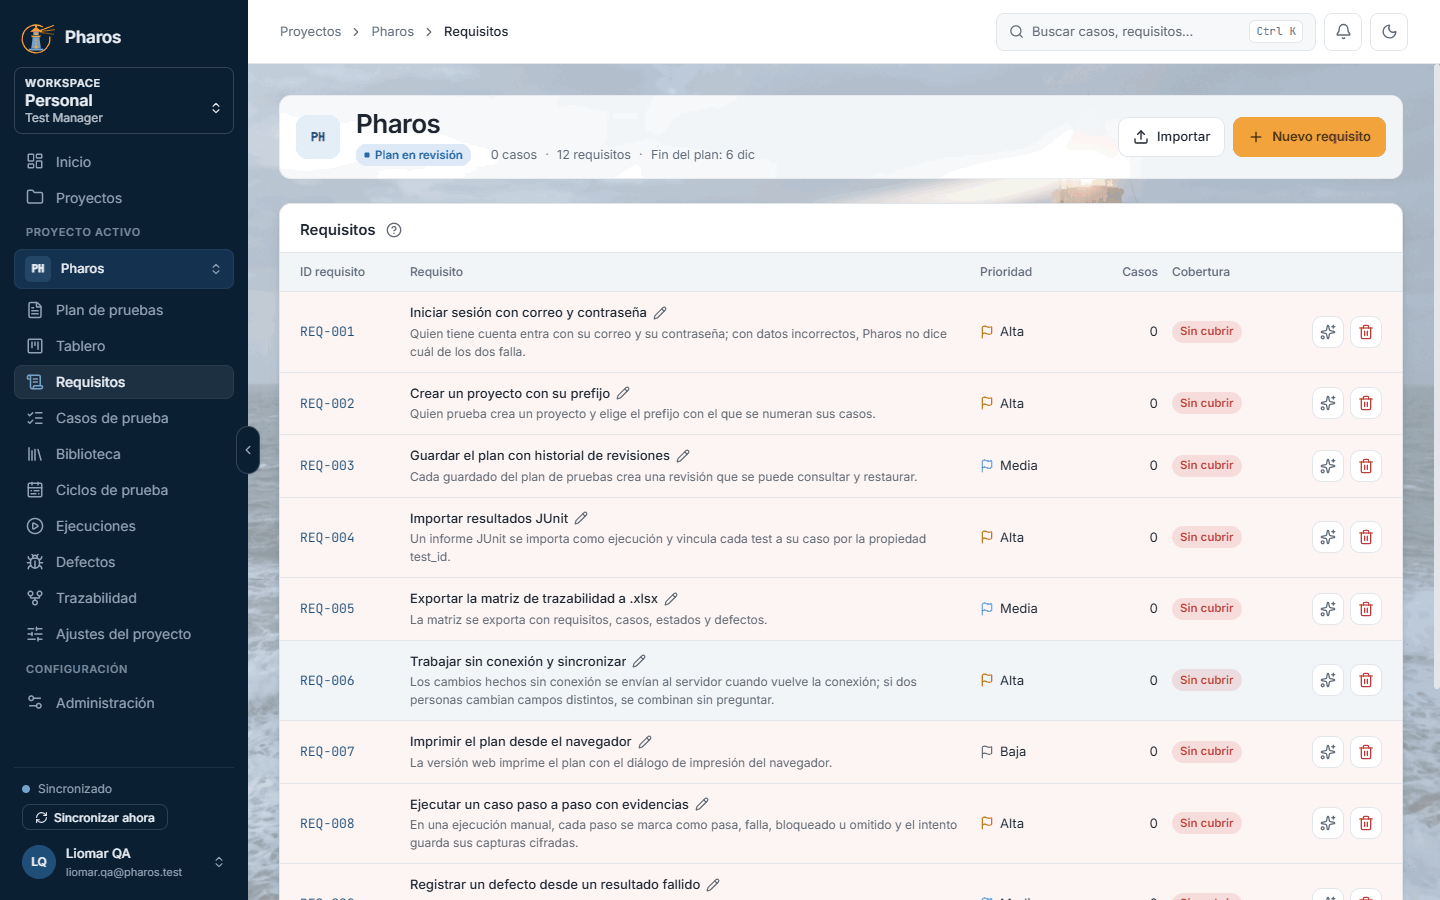 Pharos
WORKSPACE
Personal
Test Manager
Inicio
Proyectos
PROYECTO ACTIVO
PH Pharos
Plan de pruebas
Tablero
Requisitos
Casos de prueba
Biblioteca
Ciclos de prueba
Ejecuciones
Defectos
Trazabilidad
Ajustes del proyecto
CONFIGURACIÓN
Administración
Sincronizado
Sincronizar ahora
LQ
Liomar QA
liomar.qa@pharos.test
Proyectos > Pharos > Requisitos
Buscar casos, requisitos... Ctrl K
PH
Pharos
Plan en revisión 0 casos · 12 requisitos · Fin del plan: 6 dic
Importar
Nuevo requisito
Requisitos
ID requisito Requisito Prioridad Casos Cobertura
Iniciar sesión con correo y contraseña
REQ-001 Alta 0 Sin cubrir
Quien tiene cuenta entra con su correo y su contraseña; con datos incorrectos, Pharos no dice
cuál de los dos falla.
Crear un proyecto con su prefijo
REQ-002 Alta 0 Sin cubrir
Quien prueba crea un proyecto y elige el prefijo con el que se numeran sus casos.
Guardar el plan con historial de revisiones
REQ-003 Media 0 Sin cubrir
Cada guardado del plan de pruebas crea una revisión que se puede consultar y restaurar.
Importar resultados JUnit
REQ-004 Alta 0 Sin cubrir
Un informe JUnit se importa como ejecución y vincula cada test a su caso por la propiedad
test_id.
Exportar la matriz de trazabilidad a .xlsx
REQ-005 Media 0 Sin cubrir
La matriz se exporta con requisitos, casos, estados y defectos.
Trabajar sin conexión y sincronizar
REQ-006 Alta 0 Sin cubrir
Los cambios hechos sin conexión se envían al servidor cuando vuelve la conexión; si dos
personas cambian campos distintos, se combinan sin preguntar.
Imprimir el plan desde el navegador
REQ-007 Baja 0 Sin cubrir
La versión web imprime el plan con el diálogo de impresión del navegador.
Ejecutar un caso paso a paso con evidencias
REQ-008 Alta 0 Sin cubrir
En una ejecución manual, cada paso se marca como pasa, falla, bloqueado u omitido y el intento
guarda sus capturas cifradas.
Registrar un defecto desde un resultado fallido